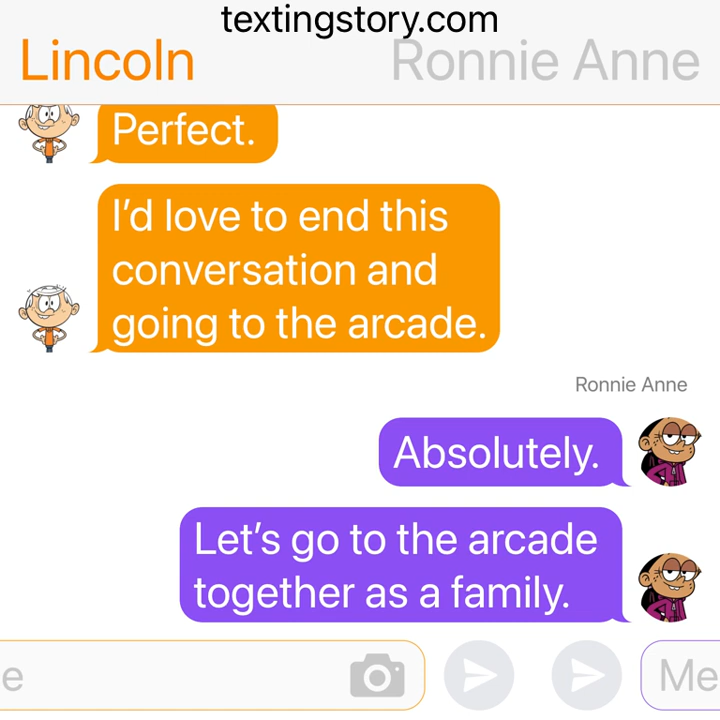 textingstory.com
Lincoln
Ronnie Anne
Perfect.
I'd love to end this
conversation and
going to the arcade.
Ronnie Anne
Absolutely.
Let's go to the arcade
together as a family.
e
Me